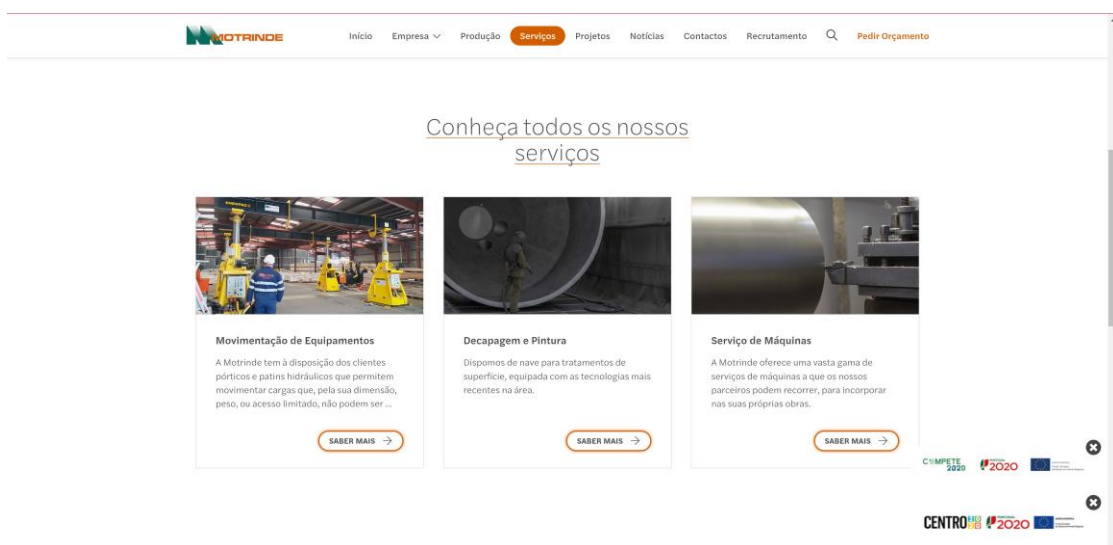 MOTRINDE
Início Empresa Produção Serviços Projetos Notícias Contactos Recrutamento Pedir Orçamento
Conheça todos os nossos
serviços
Movimentação de Equipamentos
A Motrinde tem à disposição dos clientes
pórticos e patins hidráulicos que permitem
movimentar cargas que, pela sua dimensão,
peso, ou acesso limitado, não podem ser ...
SABER MAIS
Decapagem e Pintura
Dispomos de nave para tratamentos de
superfície, equipada com as tecnologias mais
recentes na área.
SABER MAIS
Serviço de Máquinas
A Motrinde oferece uma vasta gama de
serviços de máquinas a que os nossos
parceiros podem recorrer, para incorporar
nas suas próprias obras.
SABER MAIS
COMPETE
2020
2020
CENTRO
2020